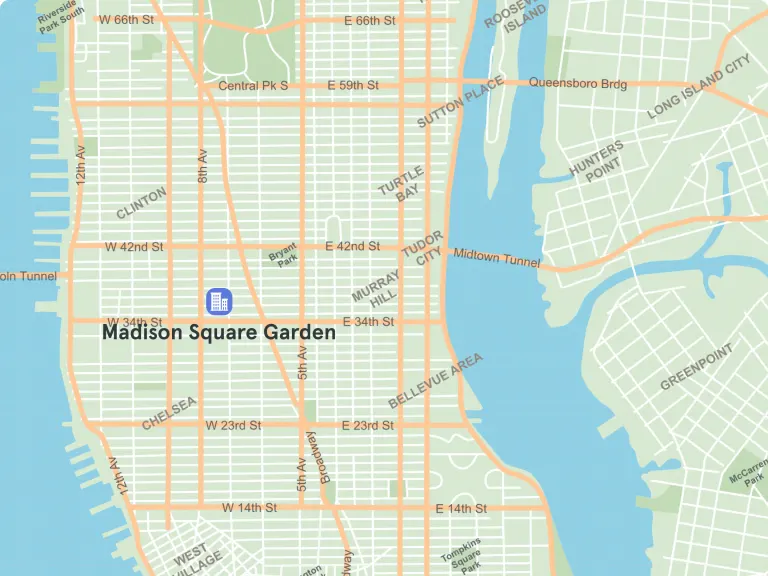 Riverside
Park South
W 66th St
E 66th St
ROOSEV
ISLAND
Central Pk S
E 59th St
Queensboro Brdg
SUTTON PLACE
LONG ISLAND CITY
12th Av
8th Av
HUNTERS
POINT
TURTLE
BAY
CLINTON
W 42nd St
Bryant
Park
E 42nd St
TUDOR
CITY
Midtown Tunnel
oln Tunnel
MURRAY
HILL
W 34th St
Madison Square Garden
E 34th St
5th Av
GREENPOINT
BELLEVUE AREA
CHELSEA
W 23rd St
E 23rd St
12th Av
5th Av
Broadway
McCarren
Park
W 14th St
E 14th St
WEST
VILLAGE
ngton
dway
Tompkins
Square
Park